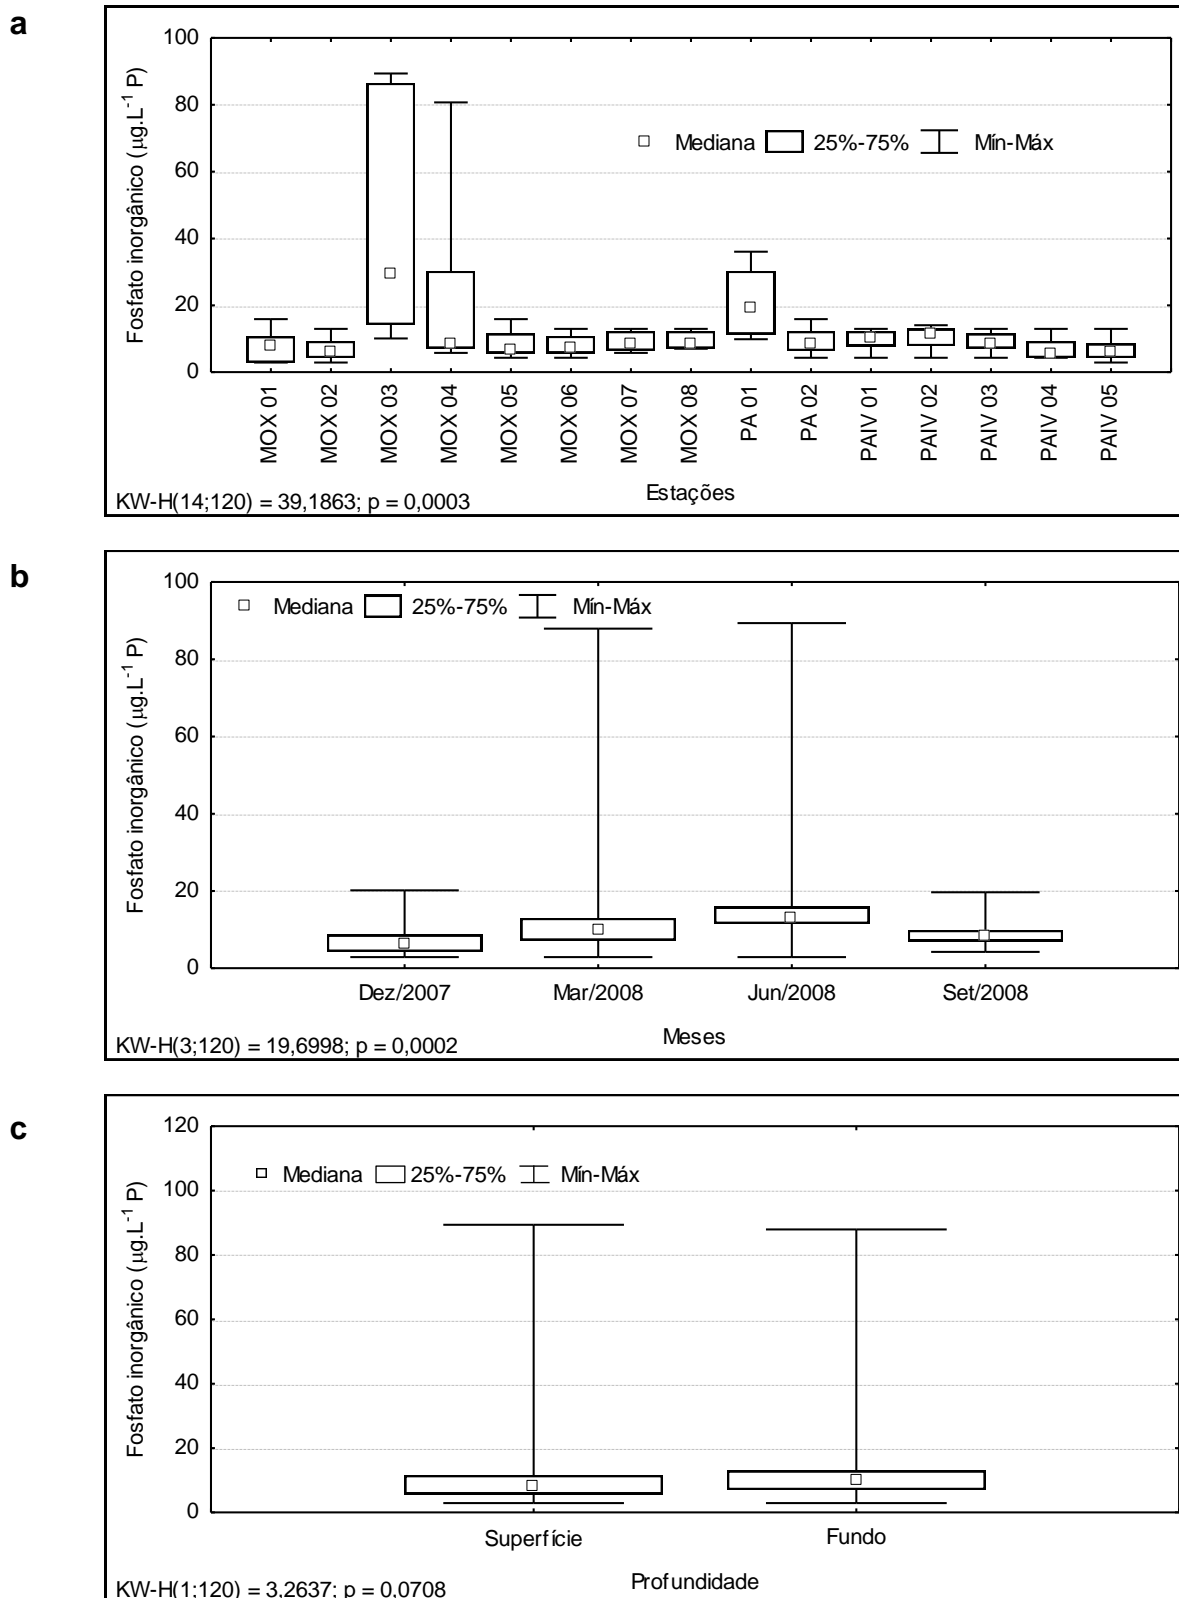 a
100
80
60
40
20
0
Fosfato inorgânico (µg.L-1 P)
Mediana 25%-75% Mín-Máx
MOX 01 MOX 02 MOX 03 MOX 04 MOX 05 MOX 06 MOX 07 MOX 08 PA 01 PA 02 PAIV 01 PAIV 02 PAIV 03 PAIV 04 PAIV 05
Estações
KW-H(14;120) = 39,1863; p = 0,0003
b
100
80
60
40
20
0
Fosfato inorgânico (µg.L-1 P)
Mediana 25%-75% Mín-Máx
Dez/2007 Mar/2008 Jun/2008 Set/2008
Meses
KW-H(3;120) = 19,6998; p = 0,0002
c
120
100
80
60
40
20
0
Fosfato inorgânico (µg.L-1 P)
Mediana 25%-75% Mín-Máx
Superfície Fundo
Profundidade
KW-H(1;120) = 3,2637; p = 0,0708